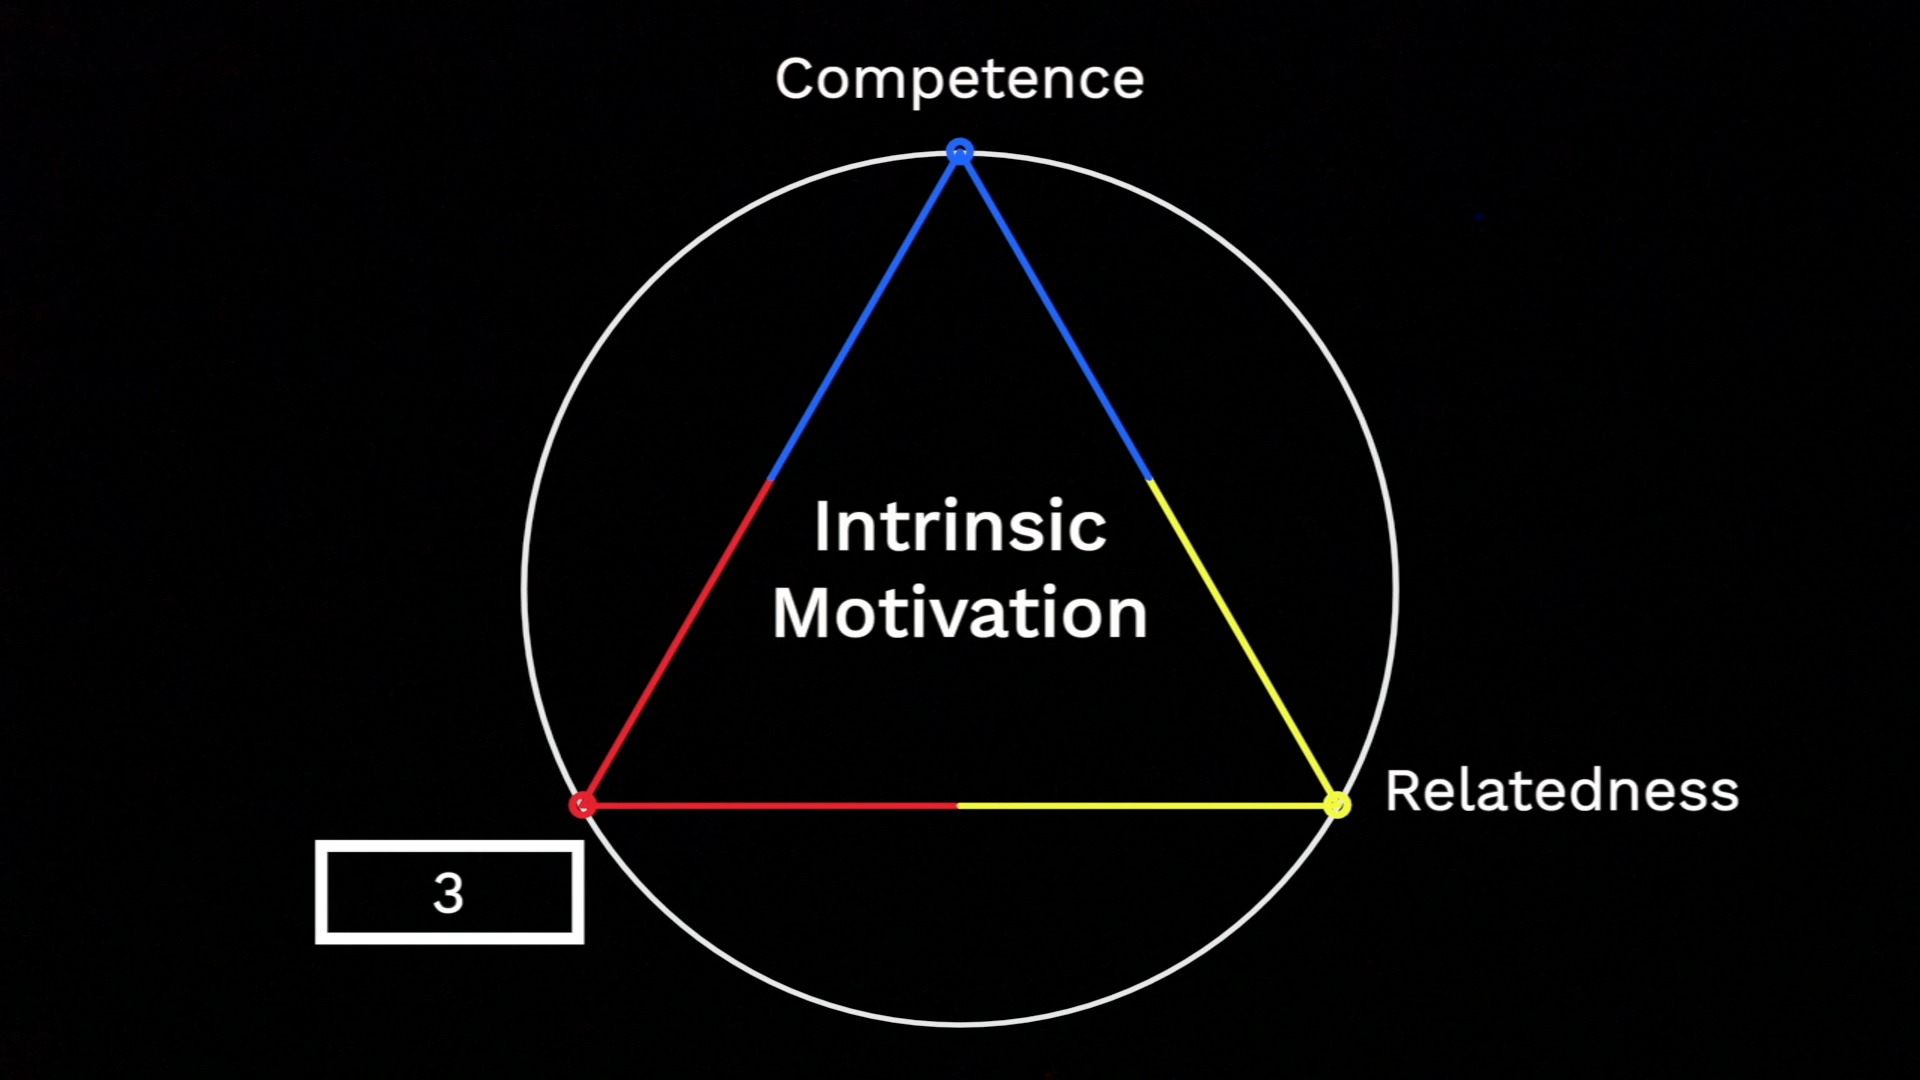 Competence
Intrinsic
Motivation
Relatedness
3